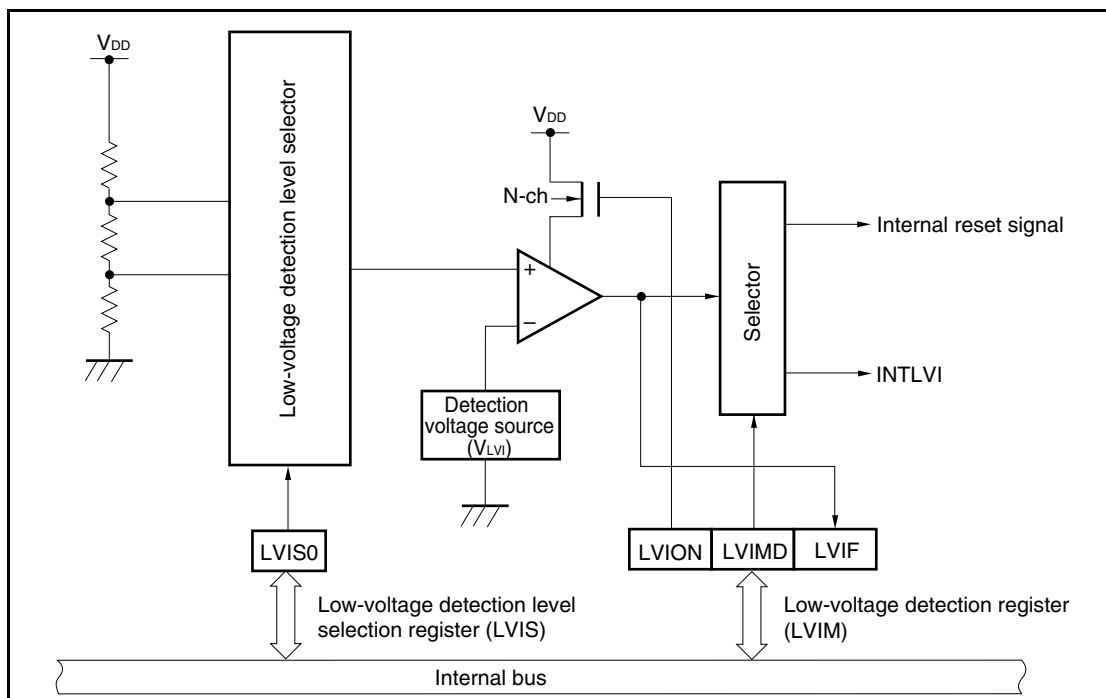 VDD
Low-voltage detection level selector
VDD
N-ch
+
−
Detection
voltage source
(VLVI)
Selector
Internal reset signal
INTLVI
LVIS0
LVION
LVIMD
LVIF
Low-voltage detection level
selection register (LVIS)
Low-voltage detection register
(LVIM)
Internal bus